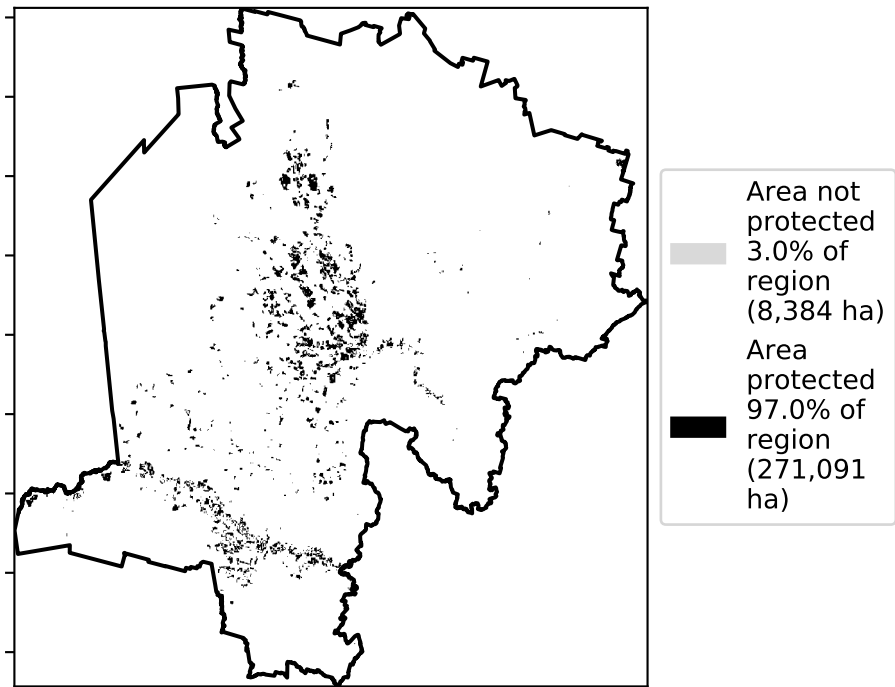 Area not
protected
3.0% of
region
(8,384 ha)
Area
protected
97.0% of
region
(271,091
ha)